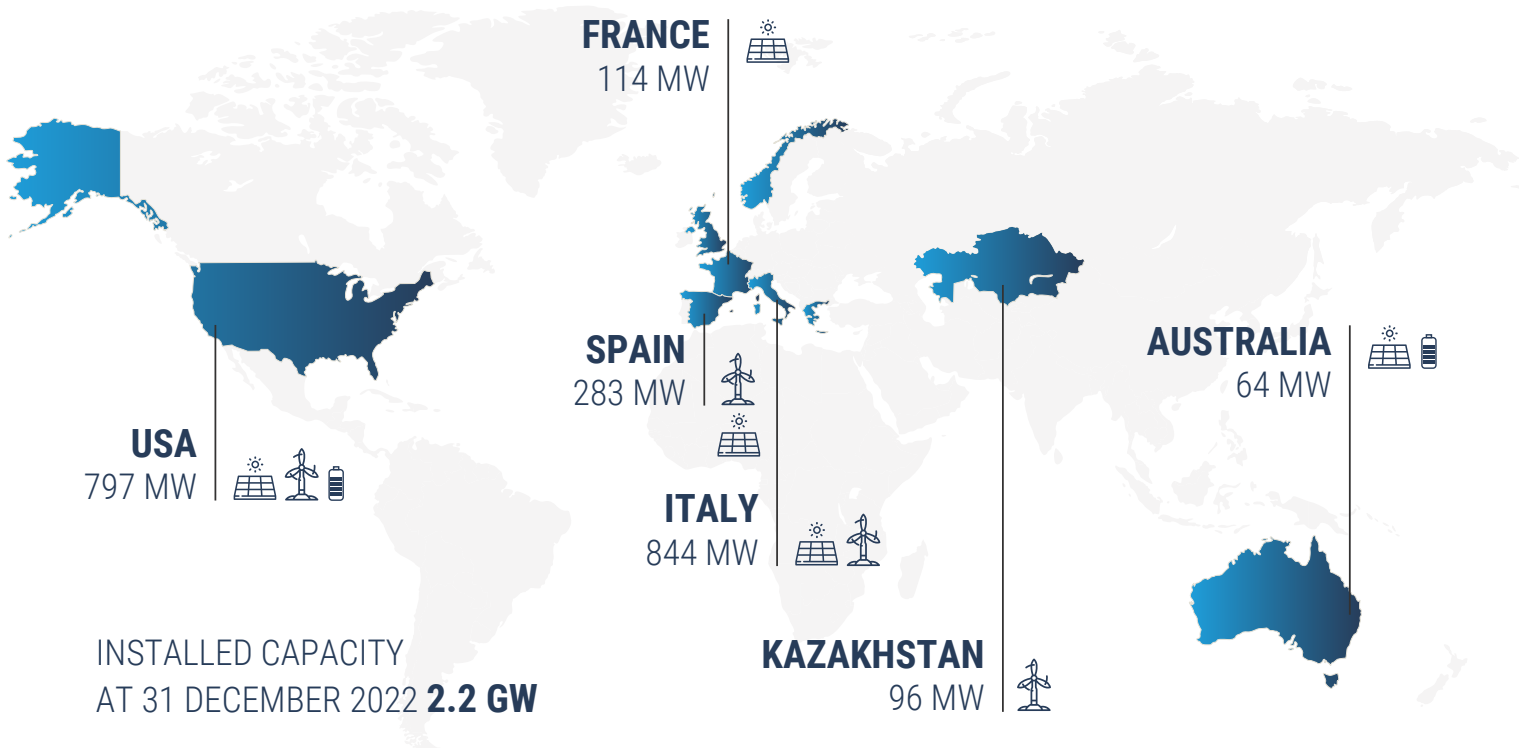 FRANCE
114 MW
SPAIN
283 MW
AUSTRALIA
64 MW
USA
797 MW
ITALY
844 MW
KAZAKHSTAN
96 MW
INSTALLED CAPACITY
AT 31 DECEMBER 2022 2.2 GW